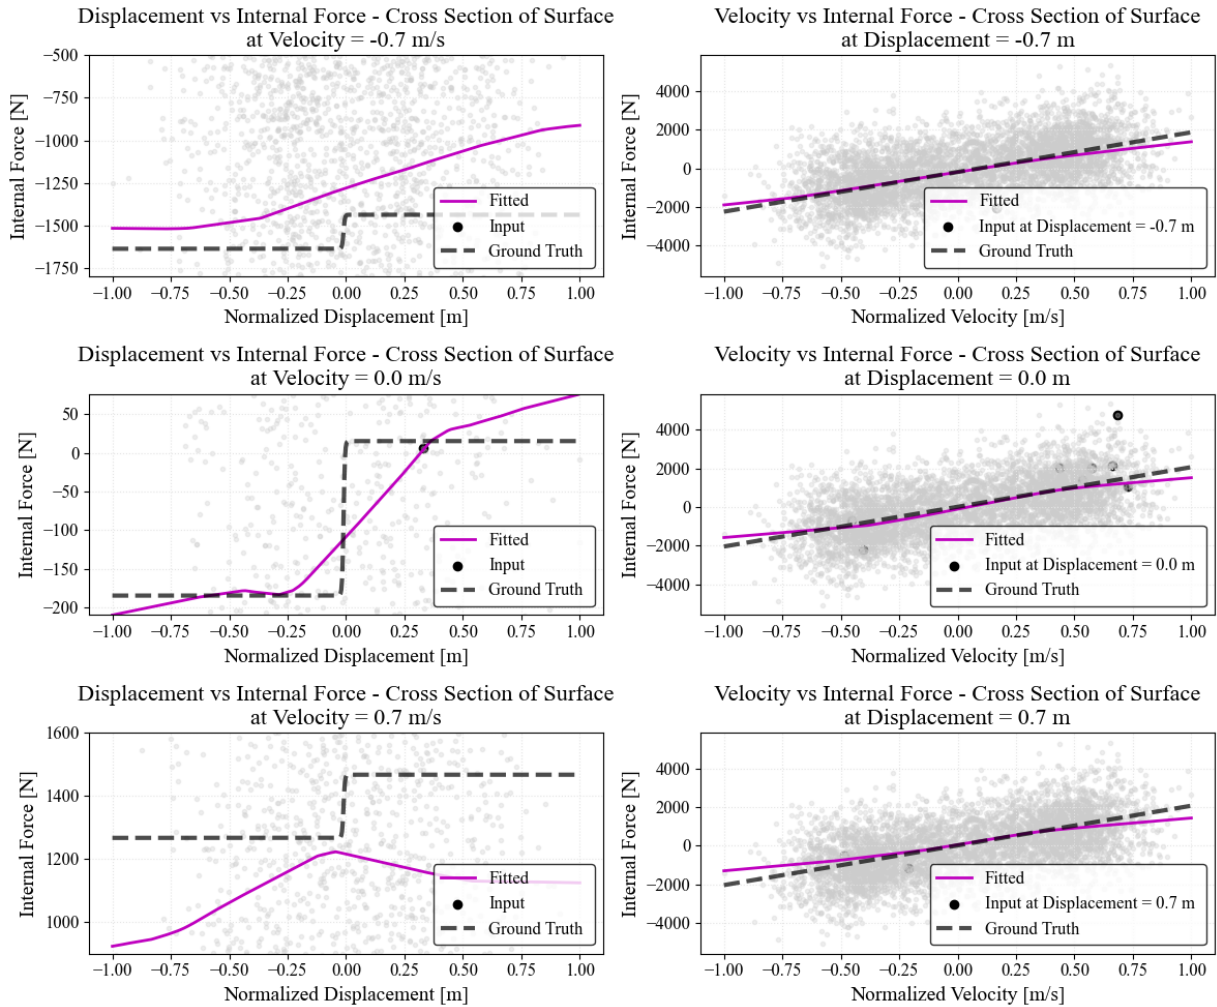 Displacement vs Internal Force - Cross Section of Surface
at Velocity = -0.7 m/s
Internal Force [N]
−500
−750
−1000
−1250
−1500
−1750
Fitted
Input
Ground Truth
−1.00 −0.75 −0.50 −0.25 0.00 0.25 0.50 0.75 1.00
Normalized Displacement [m]
Velocity vs Internal Force - Cross Section of Surface
at Displacement = -0.7 m
Internal Force [N]
4000
2000
0
−2000
−4000
Fitted
Input at Displacement = -0.7 m
Ground Truth
−1.00 −0.75 −0.50 −0.25 0.00 0.25 0.50 0.75 1.00
Normalized Velocity [m/s]
Displacement vs Internal Force - Cross Section of Surface
at Velocity = 0.0 m/s
Internal Force [N]
50
0
−50
−100
−150
−200
Fitted
Input
Ground Truth
−1.00 −0.75 −0.50 −0.25 0.00 0.25 0.50 0.75 1.00
Normalized Displacement [m]
Velocity vs Internal Force - Cross Section of Surface
at Displacement = 0.0 m
Internal Force [N]
4000
2000
0
−2000
−4000
Fitted
Input at Displacement = 0.0 m
Ground Truth
−1.00 −0.75 −0.50 −0.25 0.00 0.25 0.50 0.75 1.00
Normalized Velocity [m/s]
Displacement vs Internal Force - Cross Section of Surface
at Velocity = 0.7 m/s
Internal Force [N]
1600
1400
1200
1000
Fitted
Input
Ground Truth
−1.00 −0.75 −0.50 −0.25 0.00 0.25 0.50 0.75 1.00
Normalized Displacement [m]
Velocity vs Internal Force - Cross Section of Surface
at Displacement = 0.7 m
Internal Force [N]
4000
2000
0
−2000
−4000
Fitted
Input at Displacement = 0.7 m
Ground Truth
−1.00 −0.75 −0.50 −0.25 0.00 0.25 0.50 0.75 1.00
Normalized Velocity [m/s]